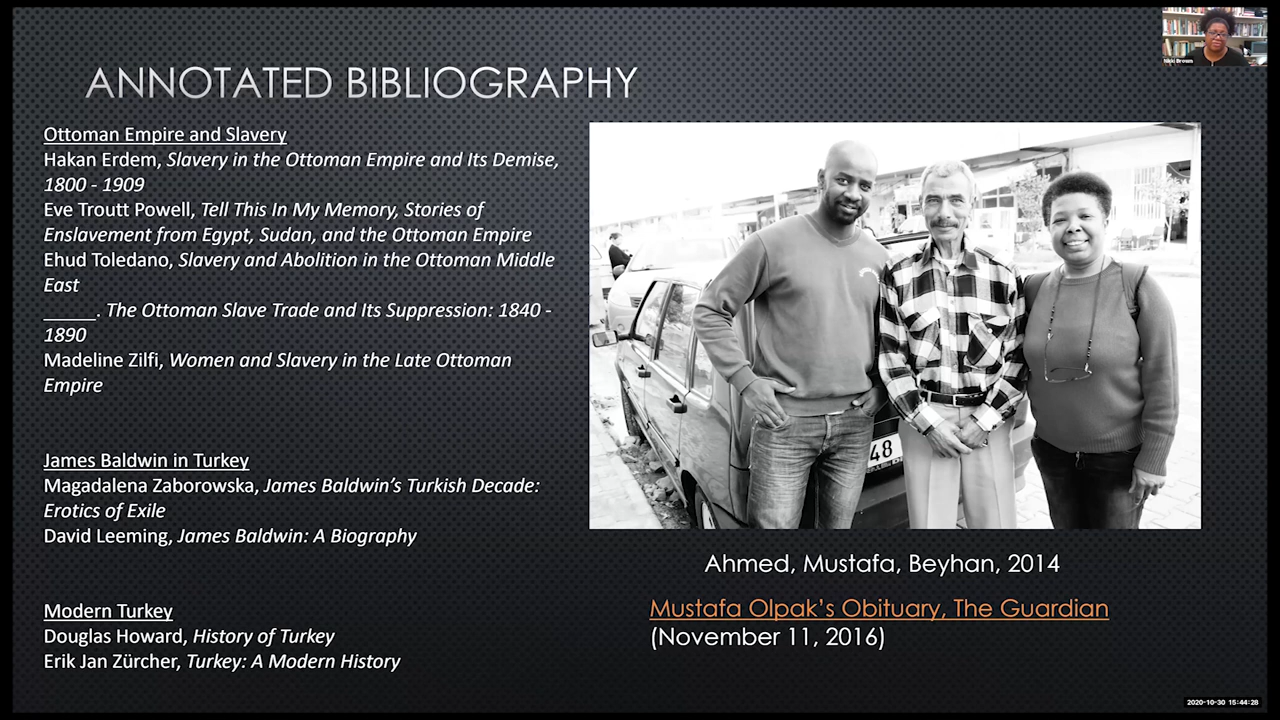 ANNOTATED BIBLIOGRAPHY
Ottoman Empire and Slavery
Hakan Erdem, Slavery in the Ottoman Empire and Its Demise,
1800 - 1909
Eve Troutt Powell, Tell This In My Memory, Stories of
Enslavement from Egypt, Sudan, and the Ottoman Empire
Ehud Toledano, Slavery and Abolition in the Ottoman Middle
East
_____. The Ottoman Slave Trade and Its Suppression: 1840 -
1890
Madeline Zilfi, Women and Slavery in the Late Ottoman
Empire
James Baldwin in Turkey
Magadalena Zaborowska, James Baldwin's Turkish Decade:
Erotics of Exile
David Leeming, James Baldwin: A Biography
Modern Turkey
Douglas Howard, History of Turkey
Erik Jan Zürcher, Turkey: A Modern History
48
Ahmed, Mustafa, Beyhan, 2014
Mustafa Olpak's Obituary, The Guardian
(November 11, 2016)
Nikki Brown
2020-10-30 15:44:28